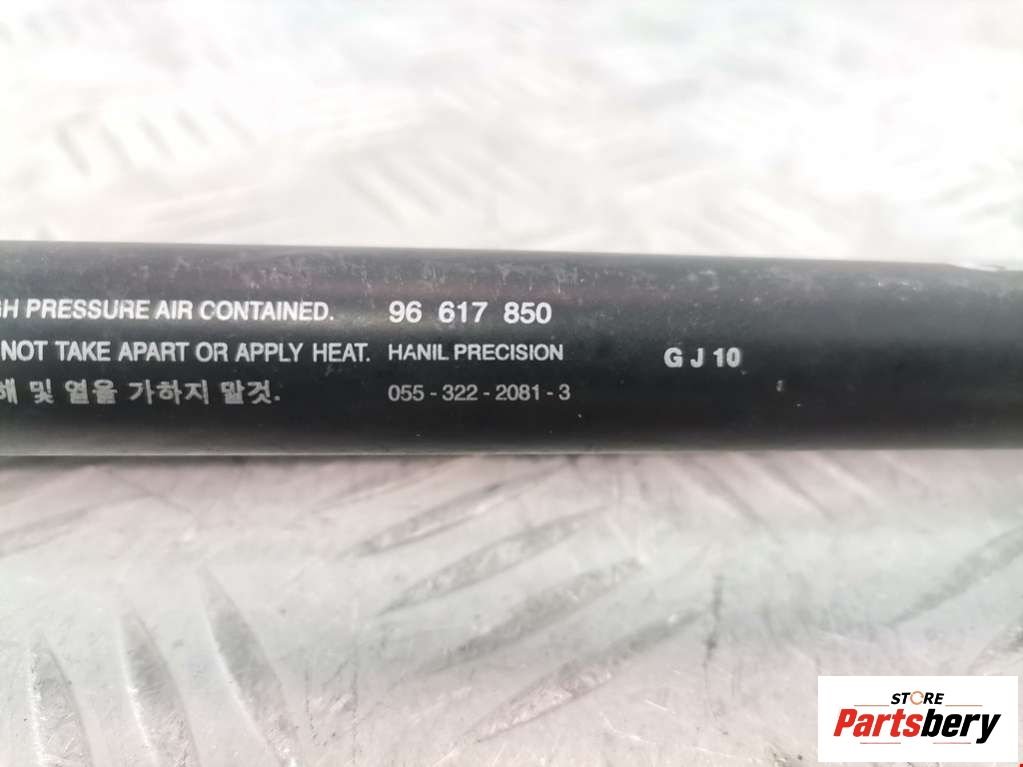 GH PRESSURE AIR CONTAINED. 96 617 850
NOT TAKE APART OR APPLY HEAT. HANIL PRECISION
G J 10
해 및 열을 가하지 말것. 055 - 322 - 2081 - 3
STORE
Partsbery